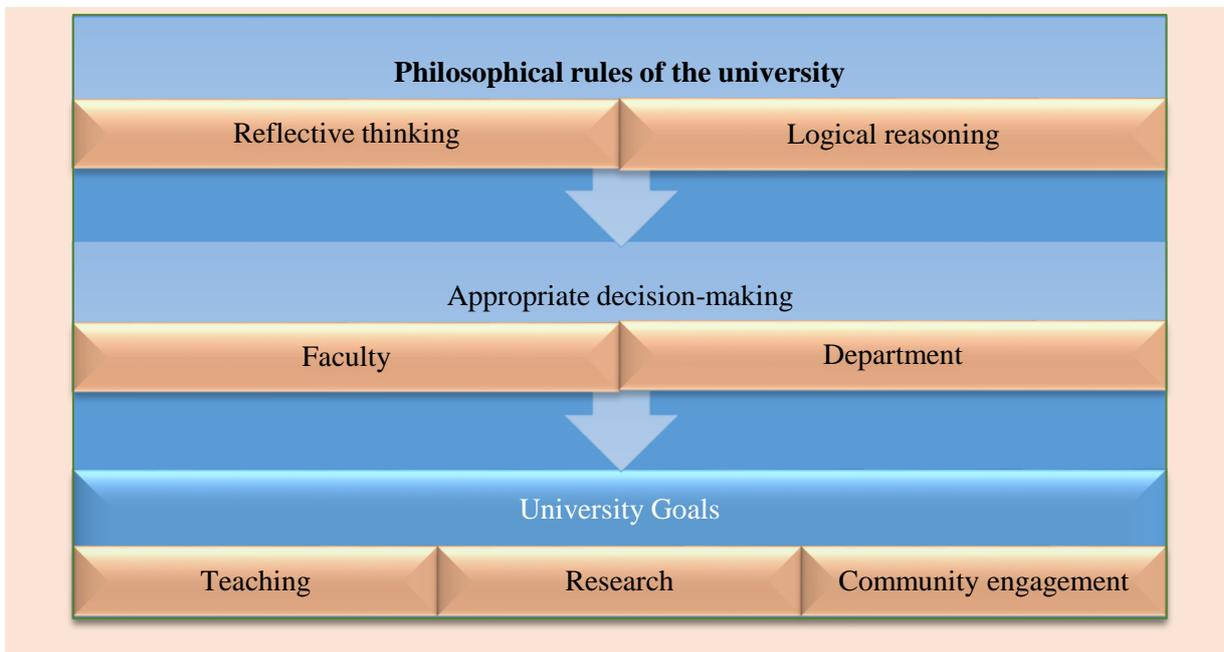 Philosophical rules of the university
Reflective thinking
Logical reasoning
Appropriate decision-making
Faculty
Department
University Goals
Teaching
Research
Community engagement